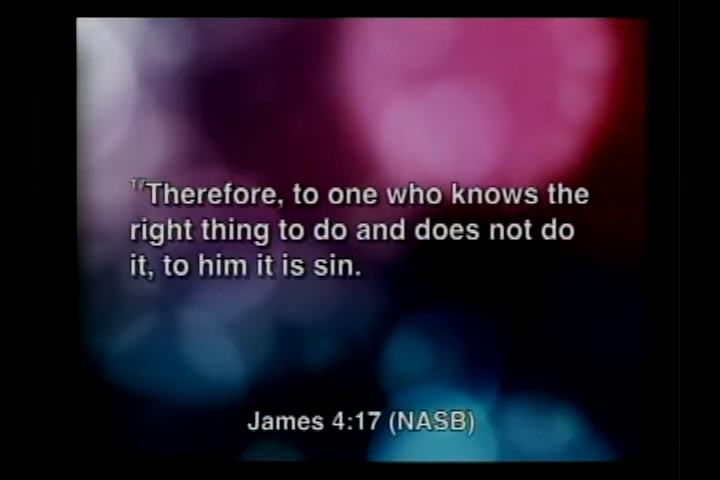 17Therefore, to one who knows the
right thing to do and does not do
it, to him it is sin.
James 4:17 (NASB)